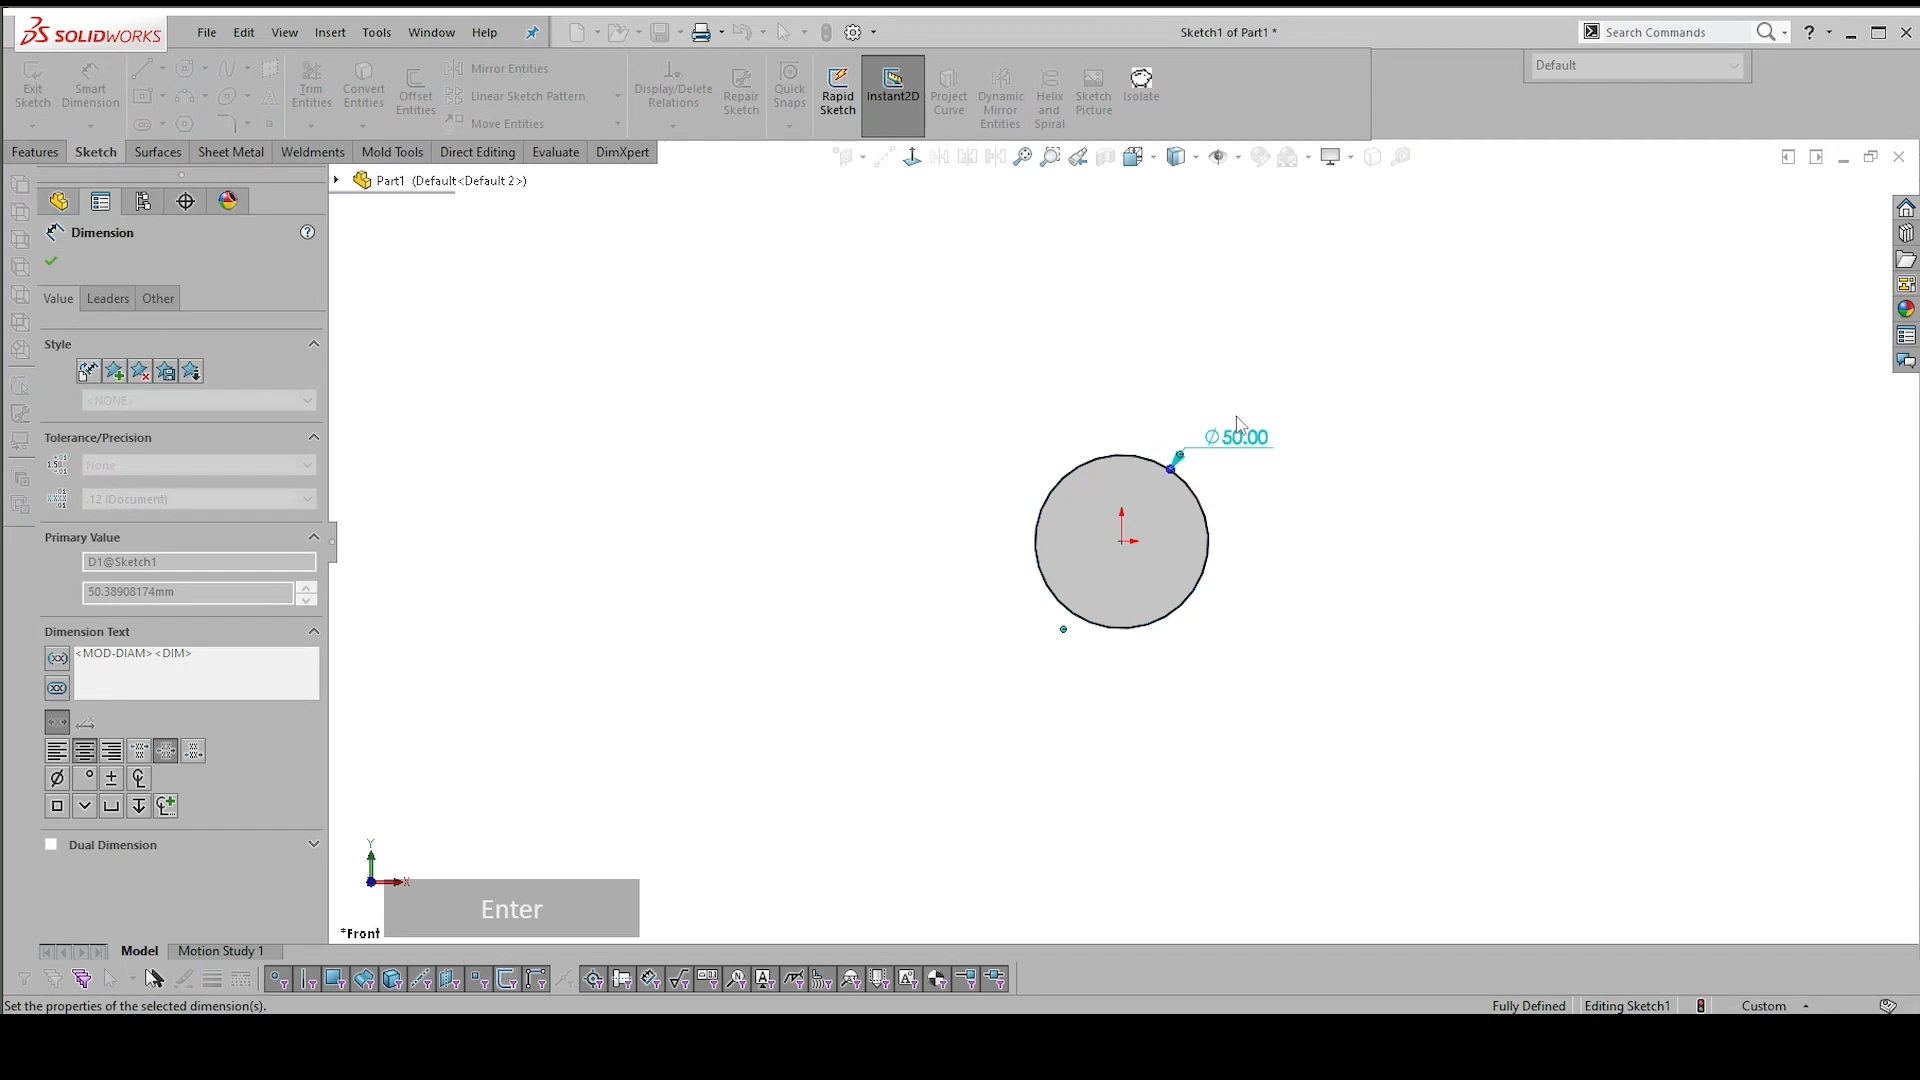 SOLIDWORKS File Edit View Insert Tools Window Help Sketch1 of Part1 * Search Commands ?
Exit Sketch Smart Dimension Trim Entities Convert Entities Offset Entities Mirror Entities Linear Sketch Pattern Move Entities Display/Delete Relations Repair Sketch Quick Snaps Rapid Sketch Instant2D Project Curve Dynamic Mirror Entities Helix and Spiral Sketch Picture Isolate Default
Features Sketch Surfaces Sheet Metal Weldments Mold Tools Direct Editing Evaluate DimXpert
Part1 (Default<Default 2>)
Dimension
Value Leaders Other
Style
<NONE>
Tolerance/Precision
None
.12 (Document)
Primary Value
D1@Sketch1
50.38908174mm
Dimension Text
<MOD-DIAM><DIM>
Dual Dimension
∅ 50.00
Y
X
Enter
*Front
Model Motion Study 1
Set the properties of the selected dimension(s). Fully Defined Editing Sketch1 Custom